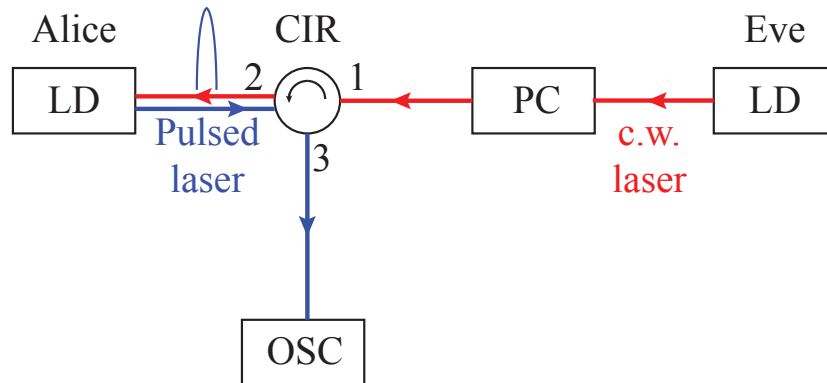 Alice
CIR
Eve
LD
2
1
PC
LD
Pulsed
laser
3
c.w.
laser
OSC